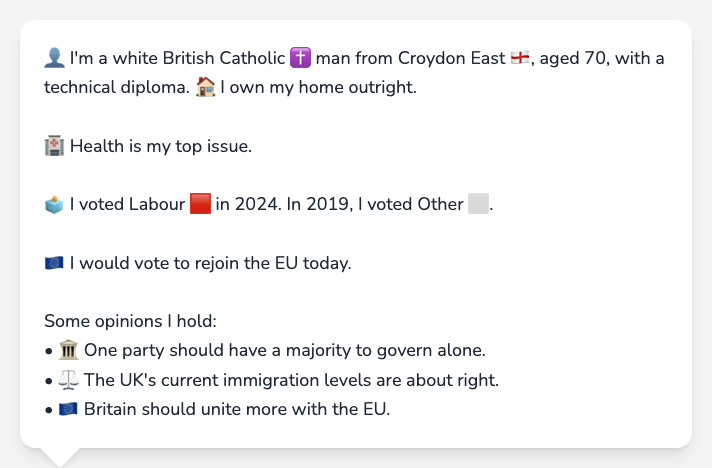 👤 I'm a white British Catholic ✝️ man from Croydon East 🏴󠁧󠁢󠁥󠁮󠁧󠁿, aged 70, with a
technical diploma. 🏠 I own my home outright.
🏥 Health is my top issue.
🗳️ I voted Labour 🟥 in 2024. In 2019, I voted Other ⬜.
🇪🇺 I would vote to rejoin the EU today.
Some opinions I hold:
• 🏛️ One party should have a majority to govern alone.
• ⚖️ The UK's current immigration levels are about right.
• 🇪🇺 Britain should unite more with the EU.